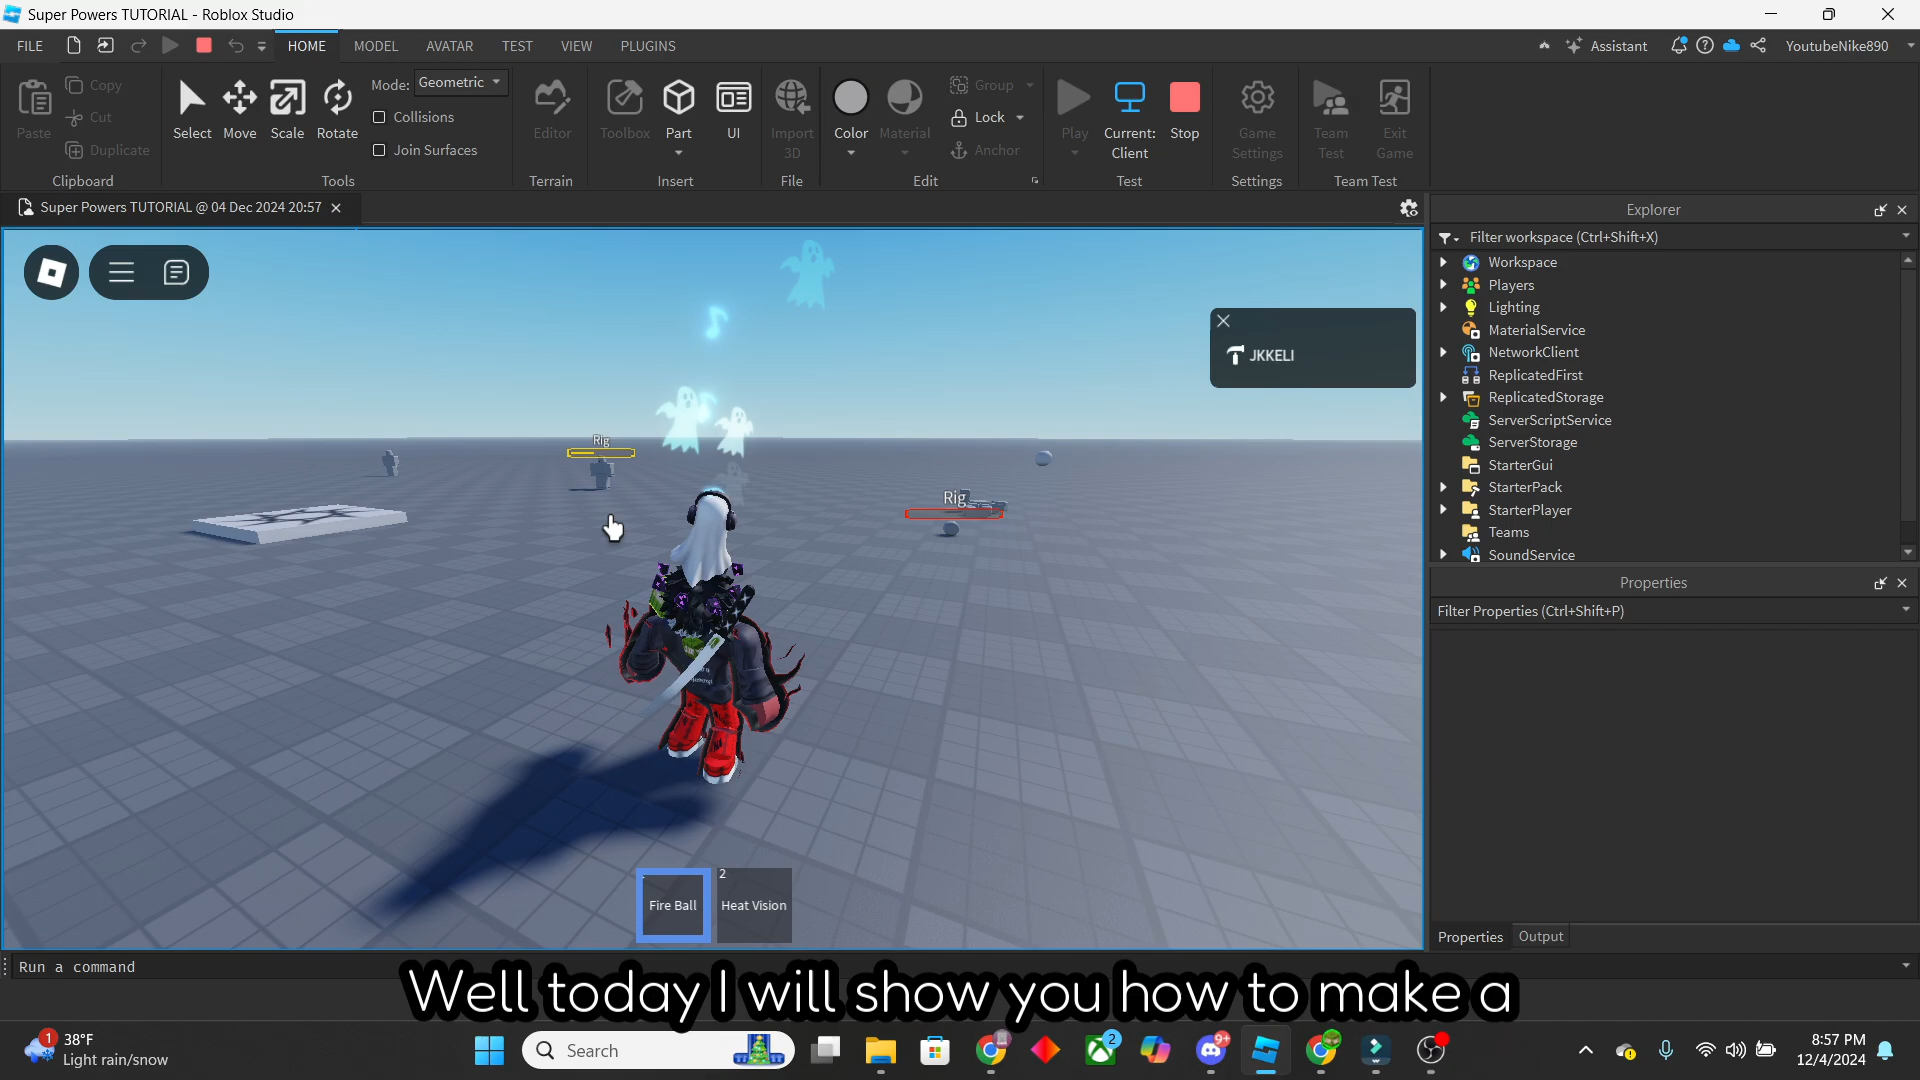 Super Powers TUTORIAL - Roblox Studio
FILE HOME MODEL AVATAR TEST VIEW PLUGINS Assistant YoutubeNike890
Paste Copy Cut Duplicate
Clipboard
Select Move Scale Rotate
Mode: Geometric
Collisions
Join Surfaces
Tools
Editor
Terrain
Toolbox Part UI
Insert
Import
3D
File
Color Material Group
Lock
Anchor
Edit
Play Current:
Client
Stop
Test
Game
Settings
Settings
Team
Test
Exit
Game
Team Test
Super Powers TUTORIAL @ 04 Dec 2024 20:57
JKKELI
Rig
Rig
1
Fire Ball
2
Heat Vision
Explorer
Filter workspace (Ctrl+Shift+X)
Workspace
Players
Lighting
MaterialService
NetworkClient
ReplicatedFirst
ReplicatedStorage
ServerScriptService
ServerStorage
StarterGui
StarterPack
StarterPlayer
Teams
SoundService
Properties
Filter Properties (Ctrl+Shift+P)
Properties Output
Run a command
Well today I will show you how to make a
1
38°F
Light rain/snow
Search
2
9+
8:57 PM
12/4/2024